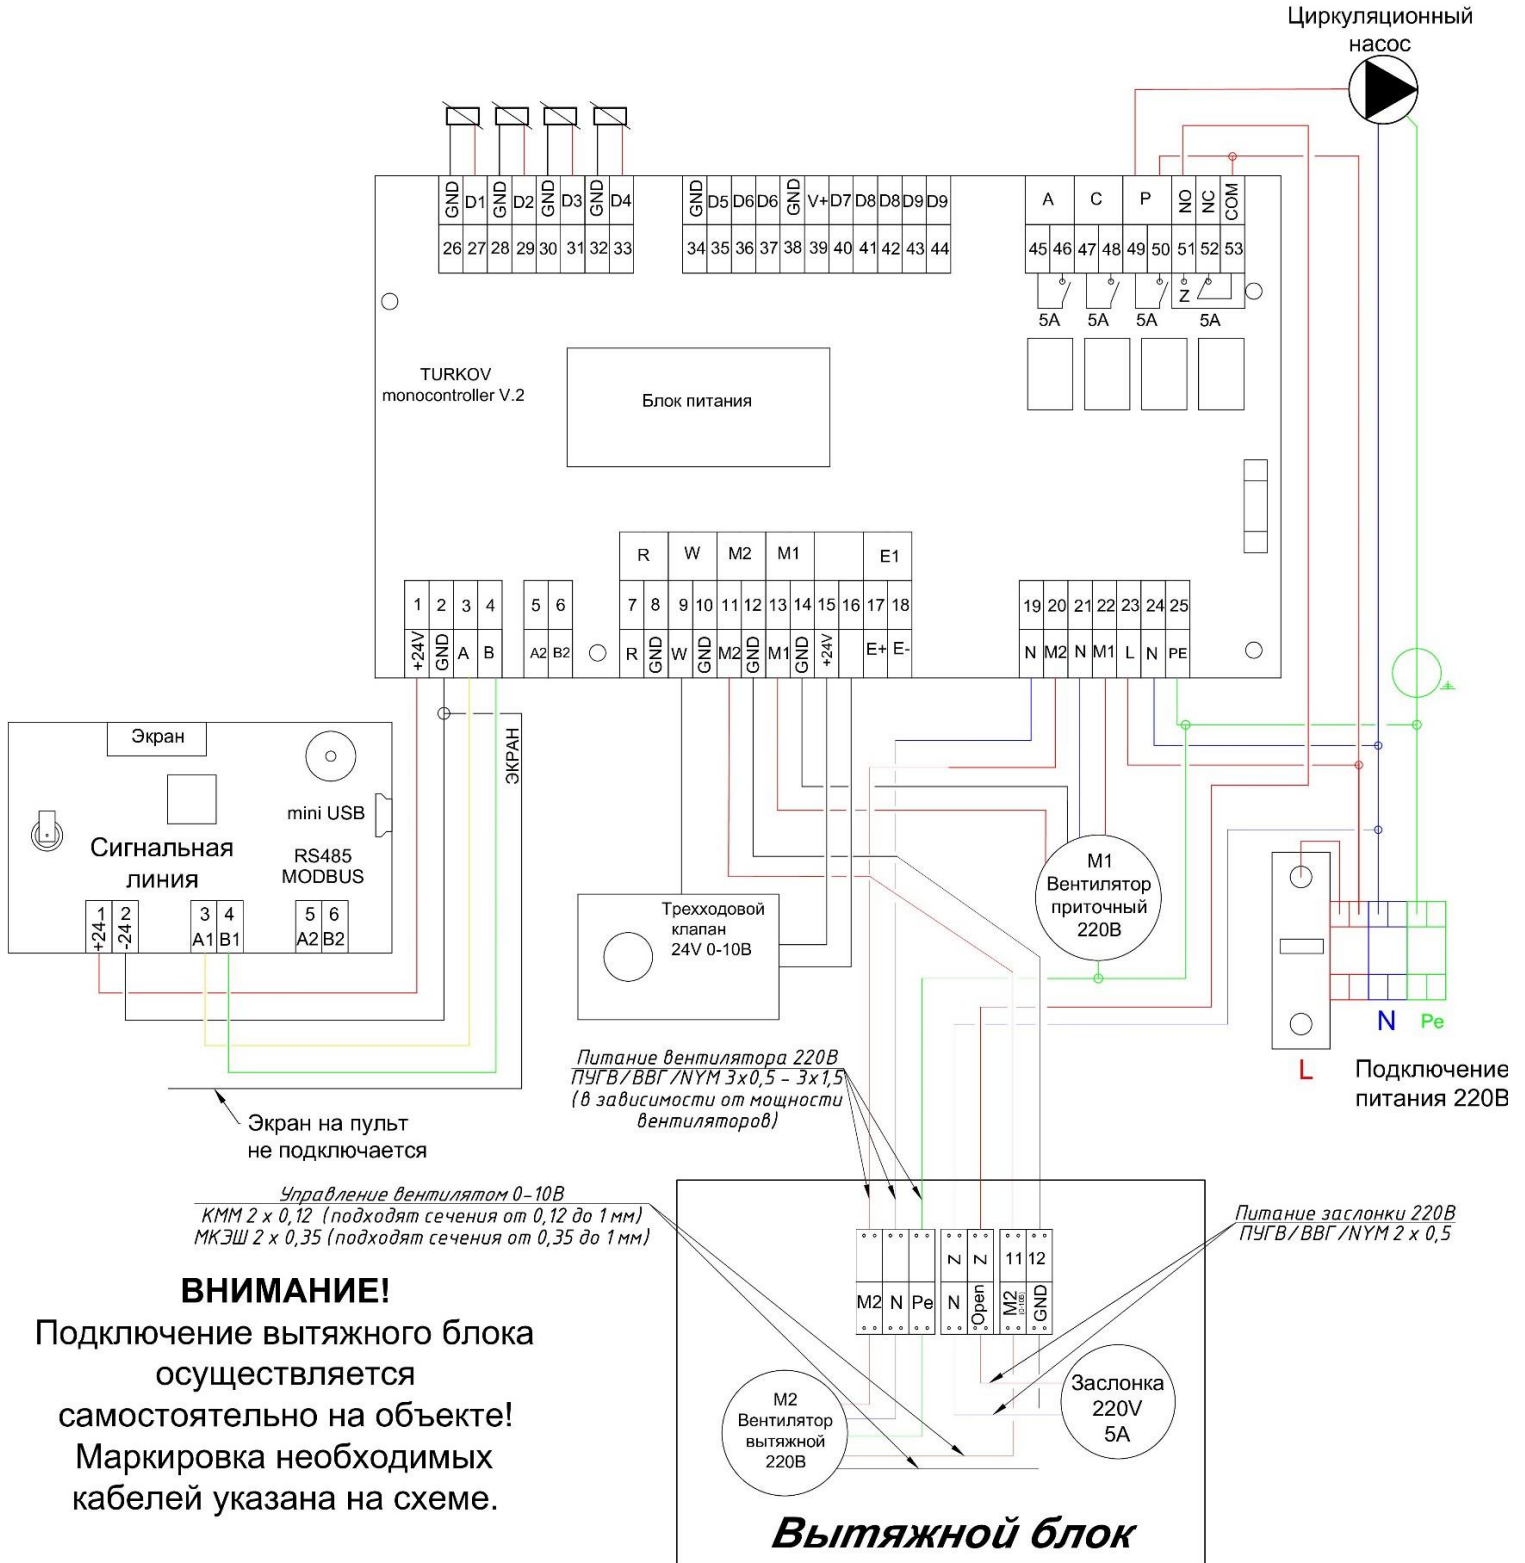 Циркуляционный
насос
GND D1 GND D2 GND D3 GND D4
26 27 28 29 30 31 32 33
GND D5 D6 D6 GND V+ D7 D8 D8 D9 D9
34 35 36 37 38 39 40 41 42 43 44
A C P NO NC COM
45 46 47 48 49 50 51 52 53
Z
5A 5A 5A 5A
TURKOV
monocontroller V.2
Блок питания
R W M2 M1 E1
1 2 3 4 5 6 7 8 9 10 11 12 13 14 15 16 17 18 19 20 21 22 23 24 25
+24V GND A B A2 B2 R GND W GND M2 GND M1 GND +24V E+ E- N M2 N M1 L N PE
Экран
ЭКРАН
mini USB
Сигнальная
линия
RS485
MODBUS
1 2 3 4 5 6
+24 -24 A1 B1 A2 B2
Трехходовой
клапан
24V 0-10В
М1
Вентилятор
приточный
220В
L
N
Pe
Подключение
питания 220В
Экран на пульт
не подключается
Питание вентилятора 220В
ПУГВ/ВВГ/NYM 3x0,5 - 3x1,5
(в зависимости от мощности
вентиляторов)
Управление вентилятом 0-10В
КММ 2 x 0,12 (подходят сечения от 0,12 до 1 мм)
МКЭШ 2 x 0,35 (подходят сечения от 0,35 до 1 мм)
Питание заслонки 220В
ПУГВ/ВВГ/NYM 2 x 0,5
Z Z 11 12
M2 N Pe N Open M2 (0-10В) GND
М2
Вентилятор
вытяжной
220В
Заслонка
220V
5A
Вытяжной блок
ВНИМАНИЕ!
Подключение вытяжного блока
осуществляется
самостоятельно на объекте!
Маркировка необходимых
кабелей указана на схеме.